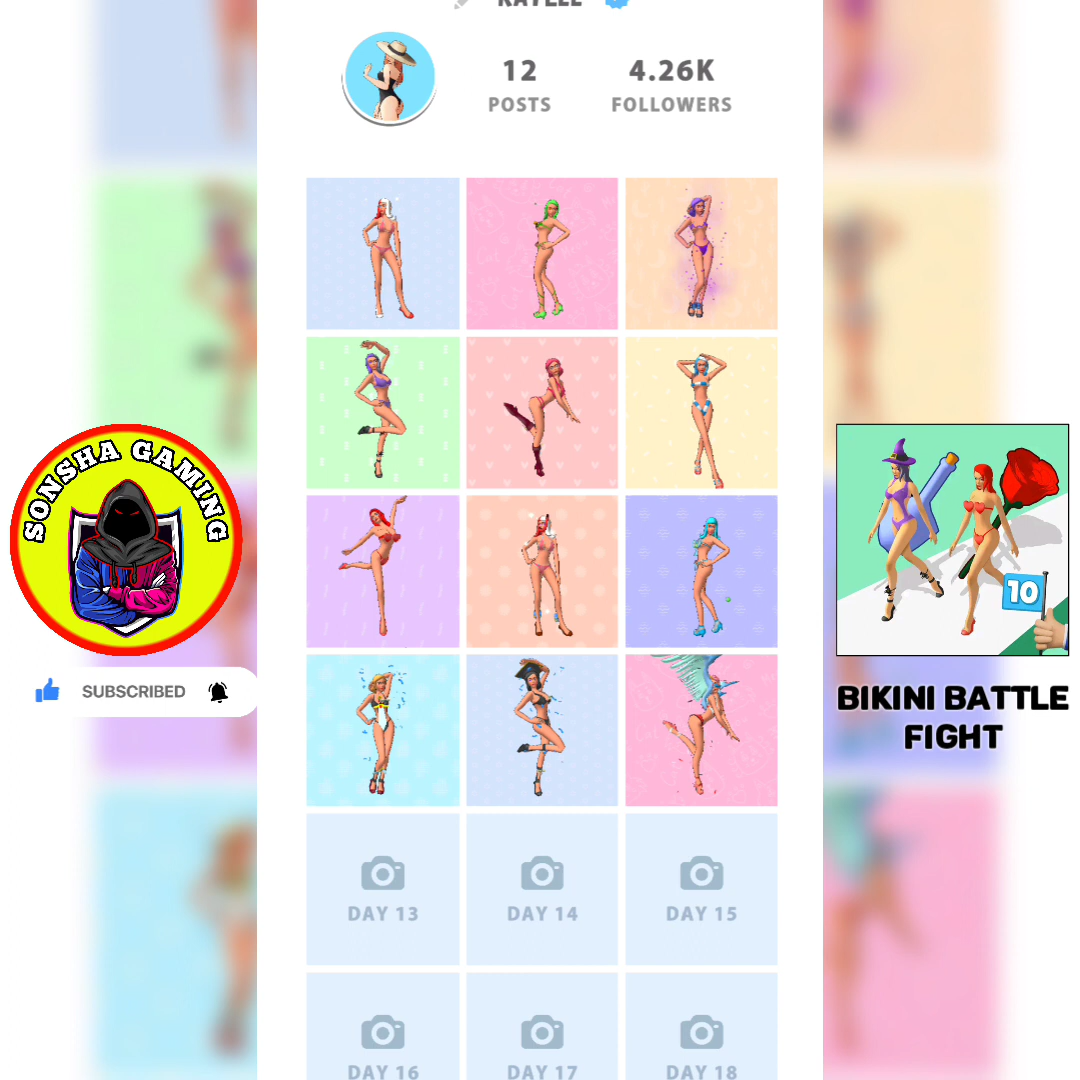 12
POSTS
4.26K
FOLLOWERS
SONSHA GAMING
SUBSCRIBED
10
BIKINI BATTLE
FIGHT
DAY 13
DAY 14
DAY 15
DAY 16
DAY 17
DAY 18